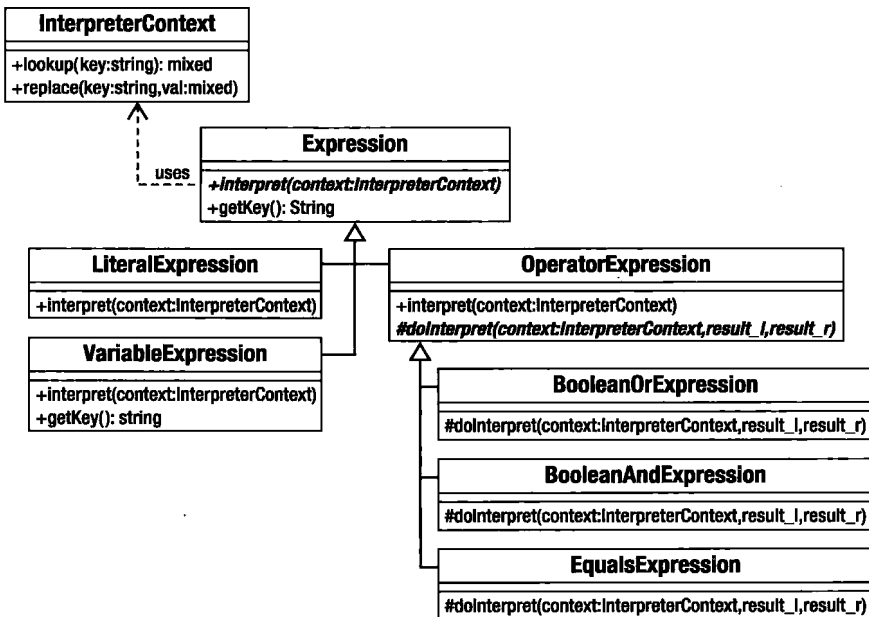 InterpreterContext
+lookup(key:string): mixed
+replace(key:string,val:mixed)
uses
Expression
+interpret(context:InterpreterContext)
+getKey(): String
LiteralExpression
+interpret(context:InterpreterContext)
VariableExpression
+interpret(context:InterpreterContext)
+getKey(): string
OperatorExpression
+interpret(context:InterpreterContext)
#doInterpret(context:InterpreterContext,result_l,result_r)
BooleanOrExpression
#doInterpret(context:InterpreterContext,result_l,result_r)
BooleanAndExpression
#doInterpret(context:InterpreterContext,result_l,result_r)
EqualsExpression
#doInterpret(context:InterpreterContext,result_l,result_r)